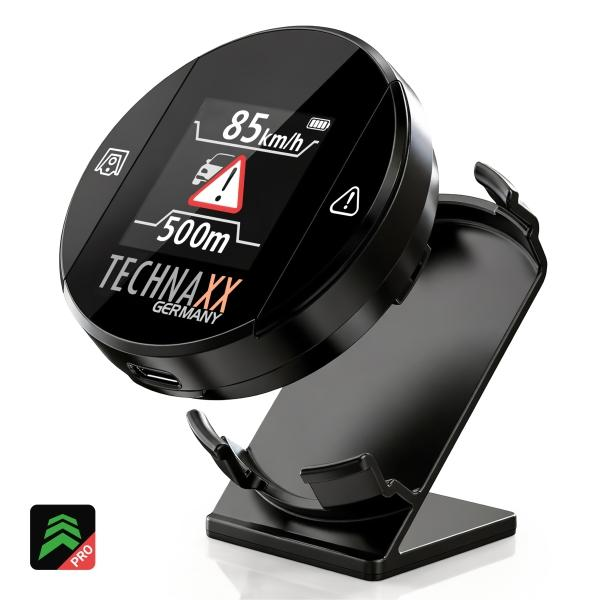 85km/h
!
!
500m
TECHNAXX
GERMANY
PRO